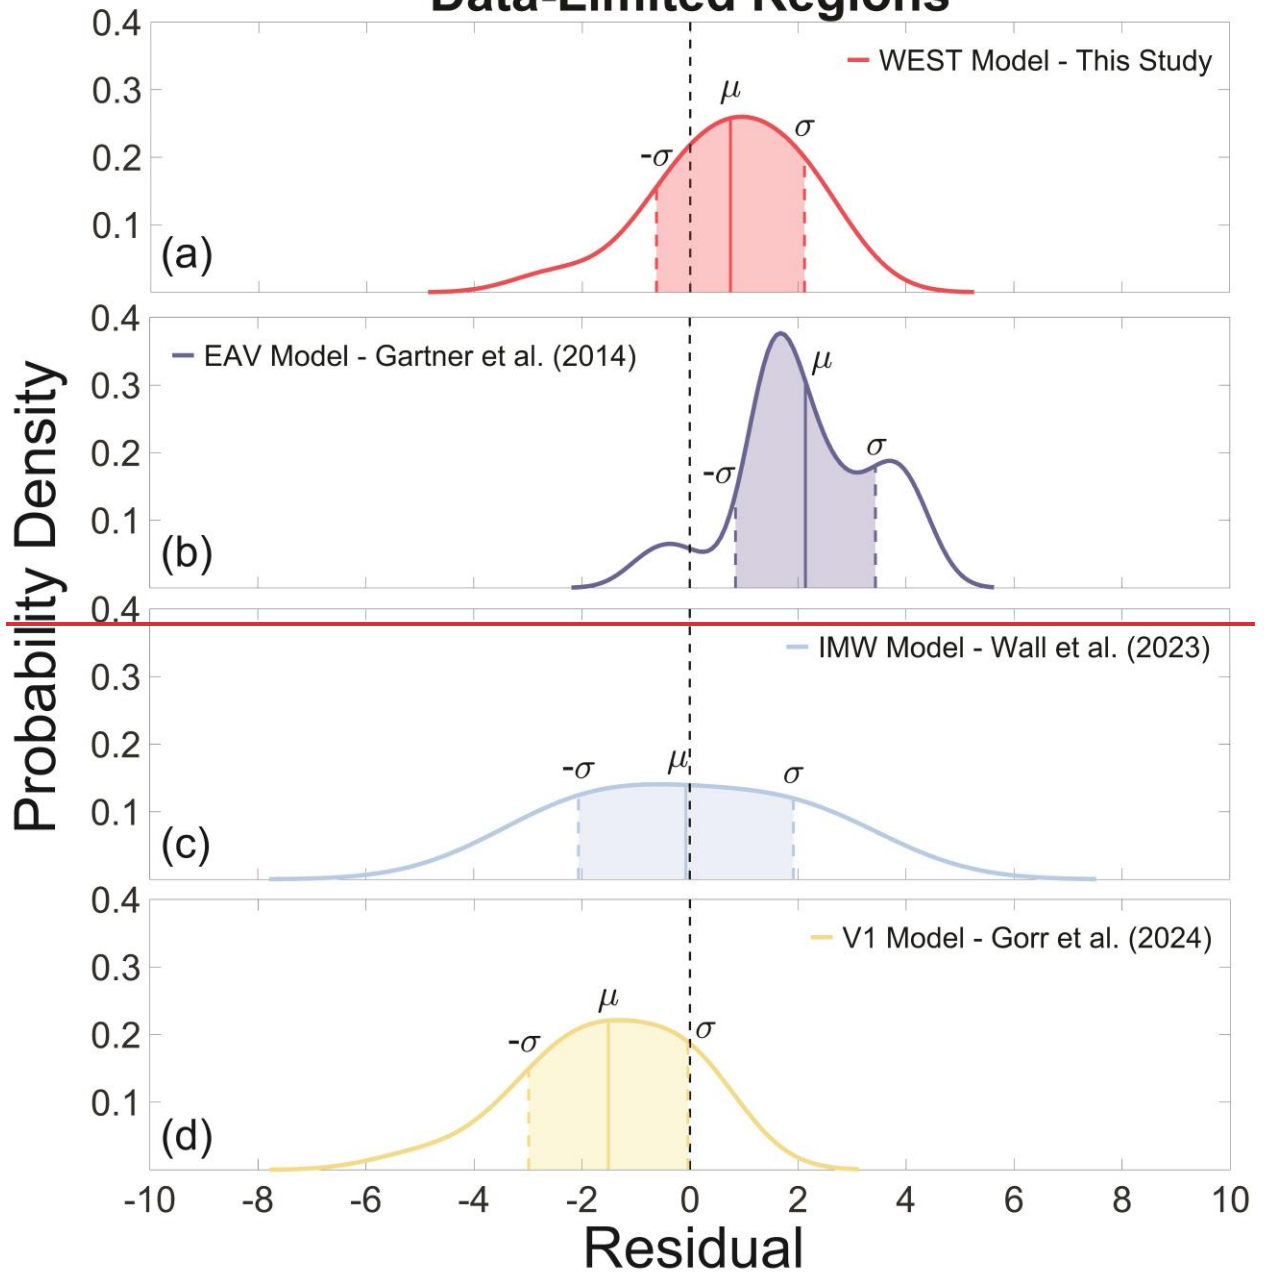 Data-Limited Regions
0.4
0.3
0.2
0.1
(a)
WEST Model - This Study
-σ
μ
σ
0.4
0.3
0.2
0.1
(b)
EAV Model - Gartner et al. (2014)
-σ
μ
σ
Probability Density
0.4
0.3
0.2
0.1
(c)
IMW Model - Wall et al. (2023)
-σ
μ
σ
0.4
0.3
0.2
0.1
(d)
V1 Model - Gorr et al. (2024)
-σ
μ
σ
-10 -8 -6 -4 -2 0 2 4 6 8 10
Residual